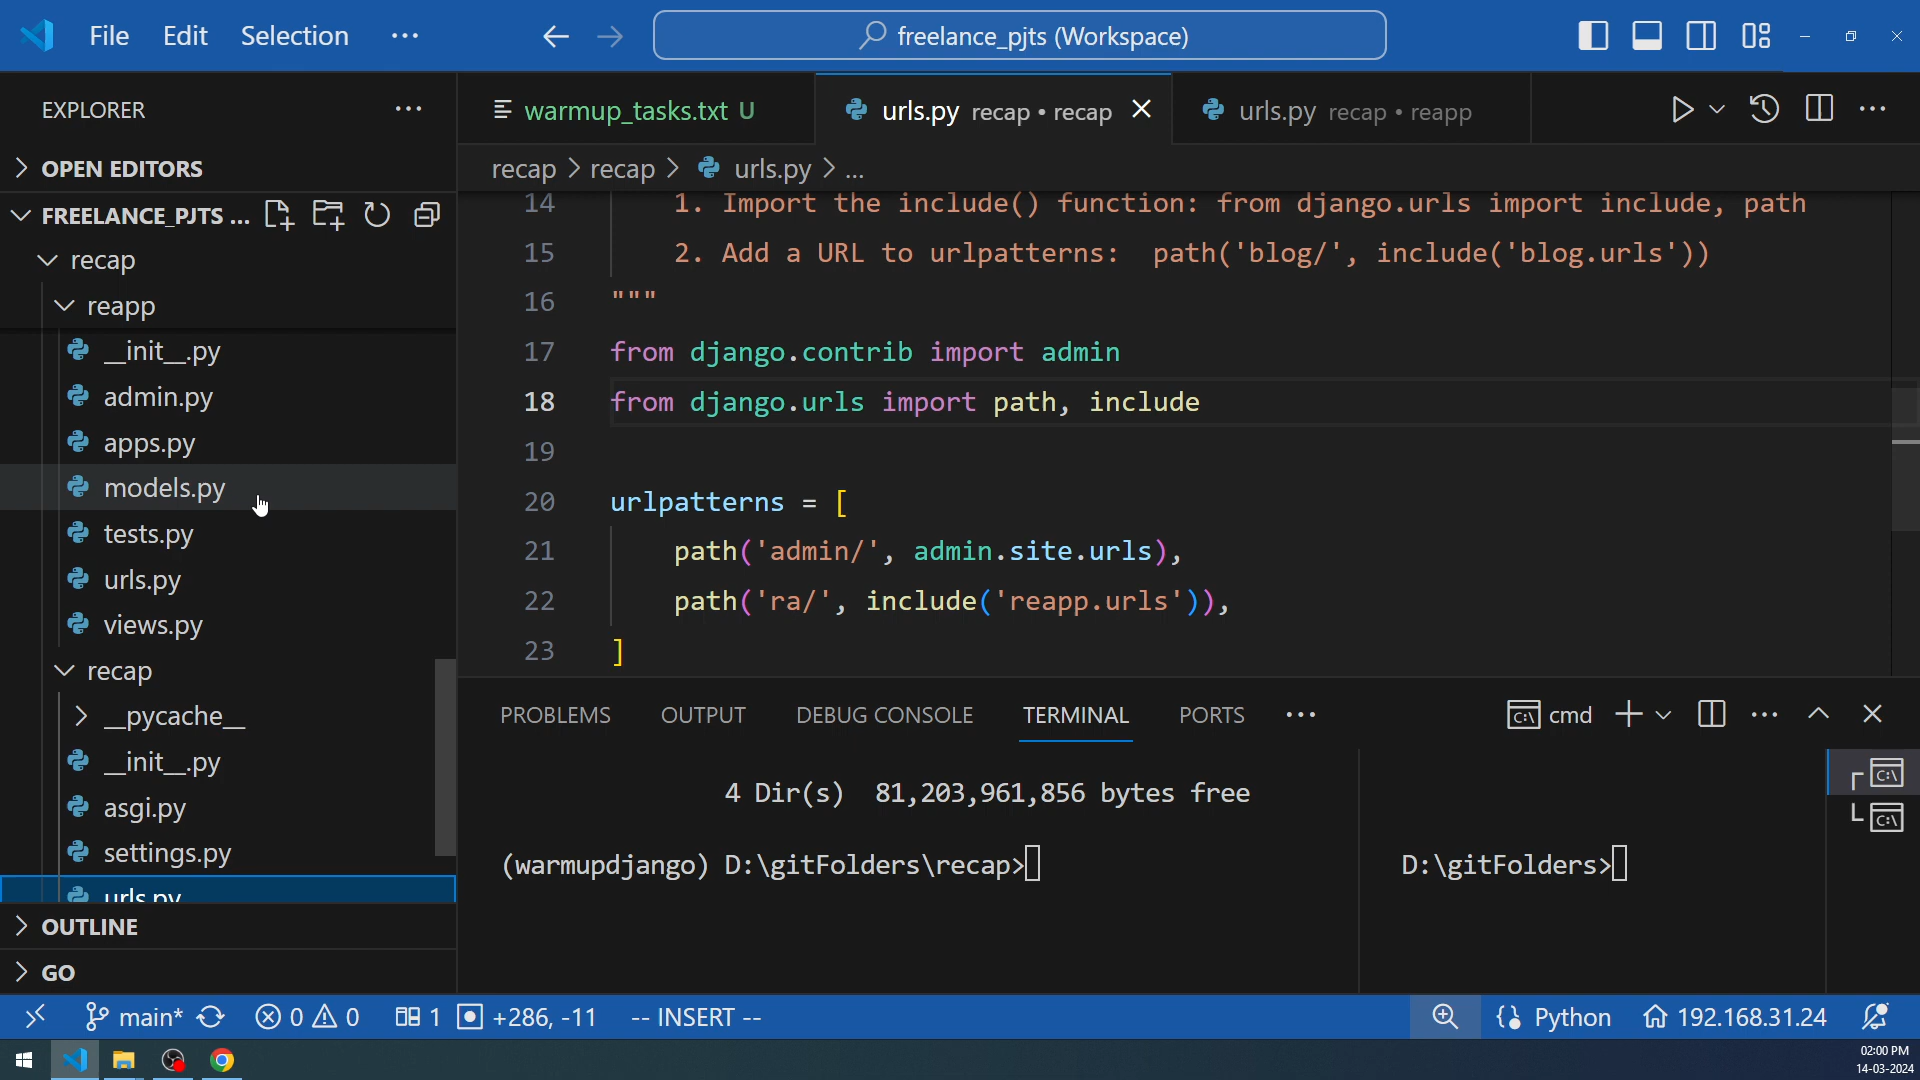 File Edit Selection ...
freelance_pjts (Workspace)
EXPLORER ...
OPEN EDITORS
FREELANCE_PJTS ...
recap
reapp
__init__.py
admin.py
apps.py
models.py
tests.py
urls.py
views.py
recap
__pycache__
__init__.py
asgi.py
settings.py
urls.py
OUTLINE
GO
warmup_tasks.txt U
urls.py recap • recap
urls.py recap • reapp
recap > recap > urls.py > ...
14 1. Import the include() function: from django.urls import include, path
15 2. Add a URL to urlpatterns:  path('blog/', include('blog.urls'))
16 """
17 from django.contrib import admin
18 from django.urls import path, include
19
20 urlpatterns = [
21 path('admin/', admin.site.urls),
22 path('ra/', include('reapp.urls')),
23 ]
PROBLEMS OUTPUT DEBUG CONSOLE TERMINAL PORTS ...
cmd
4 Dir(s)  81,203,961,856 bytes free
(warmupdjango) D:\gitFolders\recap>
D:\gitFolders>
main* 0 0 1 +286, -11 -- INSERT --
Python 192.168.31.24
02:00 PM
14-03-2024